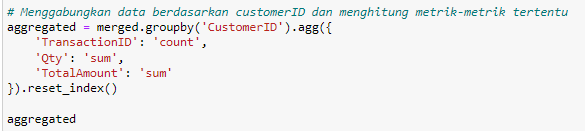 # Menggabungkan data berdasarkan customerID dan menghitung metrik-metrik tertentu
aggregated = merged.groupby('CustomerID').agg({
    'TransactionID': 'count',
    'Qty': 'sum',
    'TotalAmount': 'sum'
}).reset_index()

aggregated